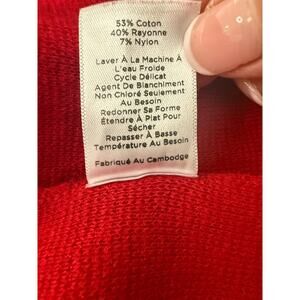 53% Coton
40% Rayonne
7% Nylon
Laver À La Machine À
L'eau Froide
Cycle Délicat
Agent De Blanchiment
Non Chloré Seulement
Au Besoin
Redonner Sa Forme
Étendre À Plat Pour
Sécher
Repasser À Basse
Température Au Besoin
Fabriqué Au Cambodge